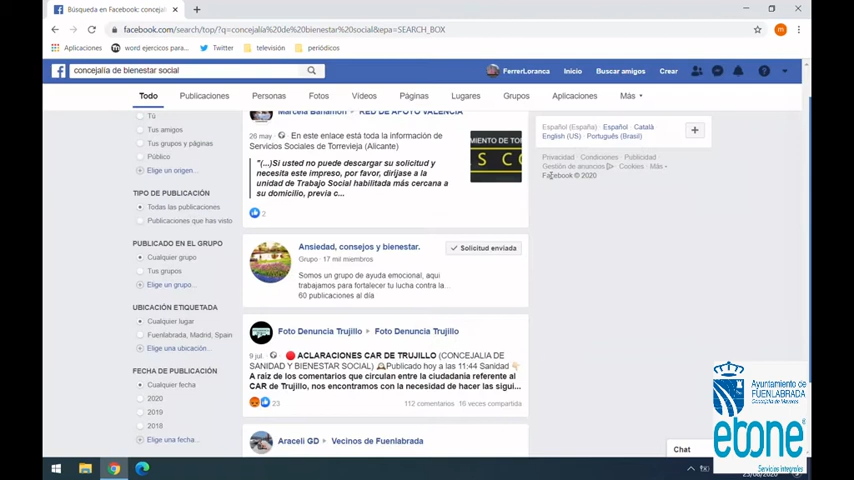 Búsqueda en Facebook: concejal
facebook.com/search/top/?q=concejalía%20de%20bienestar%20social&epa=SEARCH_BOX
Aplicaciones word ejercicios para... Twitter televisión periódicos
concejalía de bienestar social
FerrerLoranca Inicio Buscar amigos Crear
Todo Publicaciones Personas Fotos Vídeos Páginas Lugares Grupos Aplicaciones Más
Tú
Tus amigos
Tus grupos y páginas
Público
Elige un origen...
TIPO DE PUBLICACIÓN
Todas las publicaciones
Publicaciones que has visto
PUBLICADO EN EL GRUPO
Cualquier grupo
Tus grupos
Elige un grupo...
UBICACIÓN ETIQUETADA
Cualquier lugar
Fuenlabrada, Madrid, Spain
Elige una ubicación...
FECHA DE PUBLICACIÓN
Cualquier fecha
2020
2019
2018
Elige una fecha...
RED DE APOYO VALENCIA
26 may · En este enlace está toda la información de
Servicios Sociales de Torrevieja (Alicante)
"(...)Si usted no puede descargar su solicitud y
necesita este impreso, por favor, diríjase a la
unidad de Trabajo Social habilitada más cercana a
su domicilio, previa c...
MIENTO DE TOR
S C
2
Ansiedad, consejos y bienestar.
Grupo · 17 mil miembros
Somos un grupo de ayuda emocional, aqui
trabajamos para fortalecer tu lucha contra la...
60 publicaciones al día
Solicitud enviada
Foto Denuncia Trujillo Foto Denuncia Trujillo
9 jul. · ACLARACIONES CAR DE TRUJILLO (CONCEJALIA DE
SANIDAD Y BIENESTAR SOCIAL) Publicado hoy a las 11:44 Sanidad
A raiz de los comentarios que circulan entre la ciudadania referente al
CAR de Trujillo, nos encontramos con la necesidad de hacer las sigui...
23 112 comentarios 16 veces compartida
Araceli GD Vecinos de Fuenlabrada
Español (España) · Español · Català ·
English (US) · Português (Brasil)
Privacidad · Condiciones · Publicidad ·
Gestión de anuncios · Cookies · Más
Facebook © 2020
Chat
Ayuntamiento de
FUENLABRADA
Concejalía de Mayores
ebone
Servicios Integrales